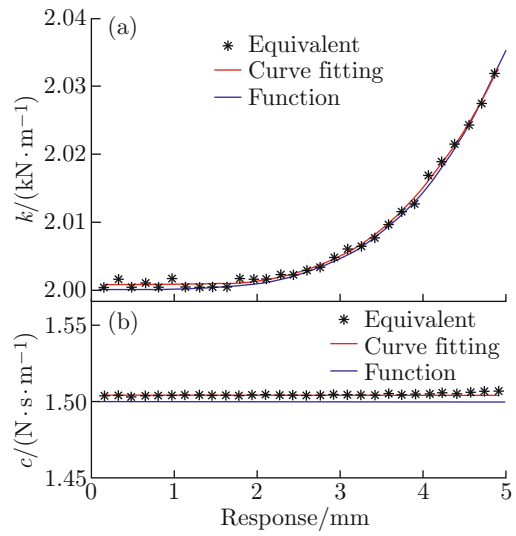 (a)
Equivalent
Curve fitting
Function
k/(kN·m⁻¹)
2.04
2.03
2.02
2.01
2.00
(b)
Equivalent
Curve fitting
Function
c/(N·s·m⁻¹)
1.55
1.50
1.45
0 1 2 3 4 5
Response/mm